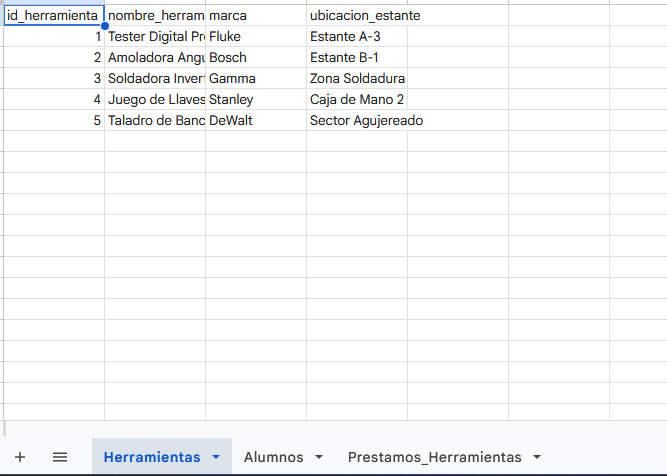 id_herramienta nombre_herram marca ubicacion_estante
1 Tester Digital Pr Fluke Estante A-3
2 Amoladora Angu Bosch Estante B-1
3 Soldadora Invert Gamma Zona Soldadura
4 Juego de Llaves Stanley Caja de Mano 2
5 Taladro de Banc DeWalt Sector Agujereado
Herramientas Alumnos Prestamos_Herramientas